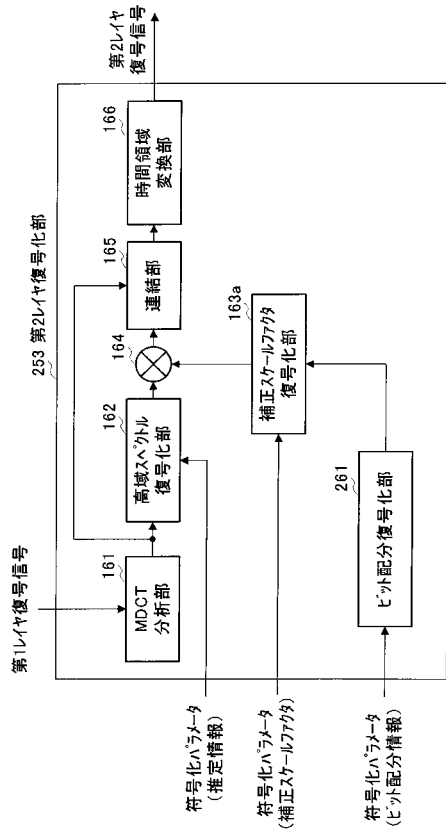 253 第2レイヤ復号化部
第1レイヤ復号信号
161
MDCT
分析部
162
高域スペクトル
復号化部
164
165
連結部
166
時間領域
変換部
第2レイヤ
復号信号
163a
補正スケールファクタ
復号化部
261
ビット配分復号化部
符号化パラメータ
(推定情報)
符号化パラメータ
(補正スケールファクタ)
符号化パラメータ
(ビット配分情報)